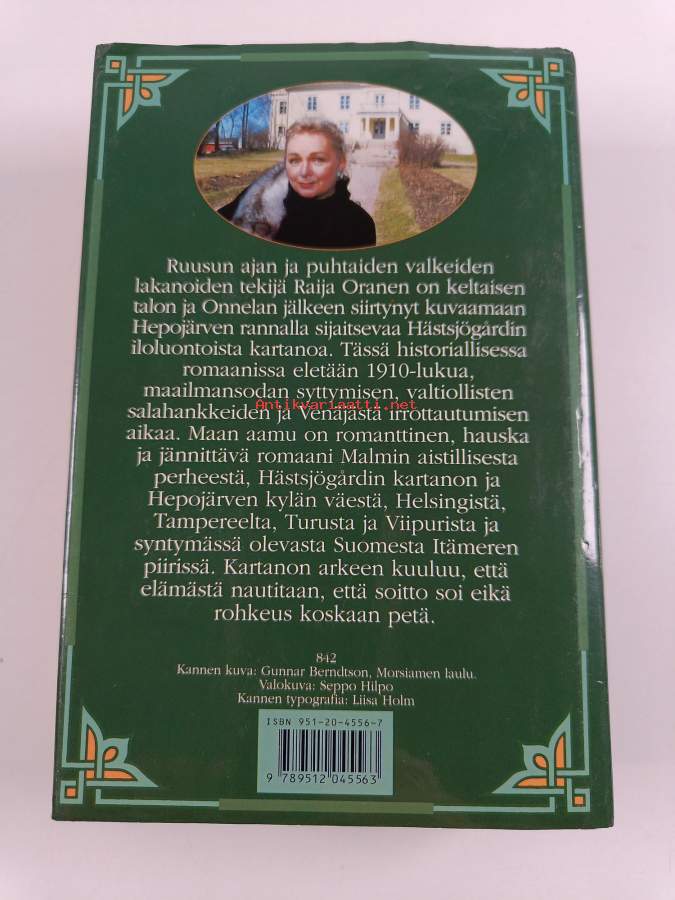 Ruusun ajan ja puhtaiden valkeiden
lakanoiden tekijä Raija Oranen on keltaisen
talon ja Onnelan jälkeen siirtynyt kuvaamaan
Hepojärven rannalla sijaitsevaa Hästsjögårdin
iloluontoista kartanoa. Tässä historiallisessa
romaanissa eletään 1910-lukua,
maailmansodan syttymisen, valtiollisten
salahankkeiden ja Venäjästä irrottautumisen
Antikvariaatti.net
aikaa. Maan aamu on romanttinen, hauska
ja jännittävä romaani Malmin aistillisesta
perheestä, Hästsjögårdin kartanon ja
Hepojärven kylän väestä, Helsingistä,
Tampereelta, Turusta ja Viipurista ja
syntymässä olevasta Suomesta Itämeren
piirissä. Kartanon arkeen kuuluu, että
elämästä nautitaan, että soitto soi eikä
rohkeus koskaan petä.
842
Kannen kuva: Gunnar Berndtson, Morsiamen laulu.
Valokuva: Seppo Hilpo
Kannen typografia: Liisa Holm
ISBN 951-20-4556-7
9 789512 045563